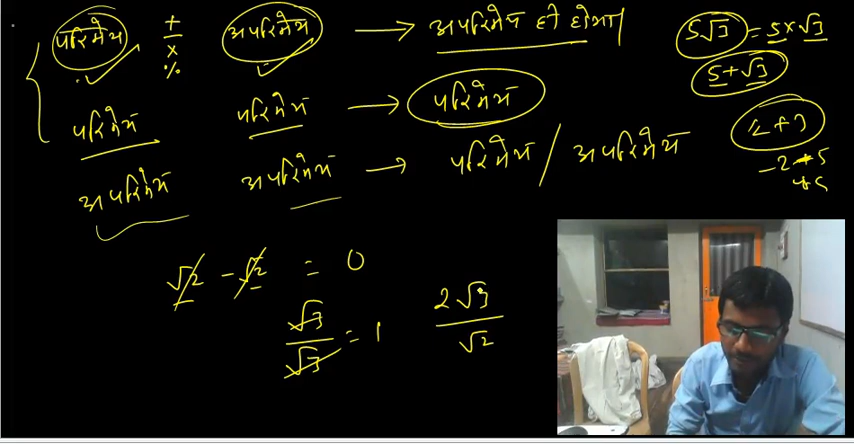 परिमेय + - × % अपरिमेय → अपरिमेय ही होगा।
5√3 = 5×√3
5+√3
परिमेय परिमेय → परिमेय
2+3
अपरिमेय अपरिमेय → परिमेय / अपरिमेय
√2 - √2 = 0
√3/√3 = 1
2√3/√2